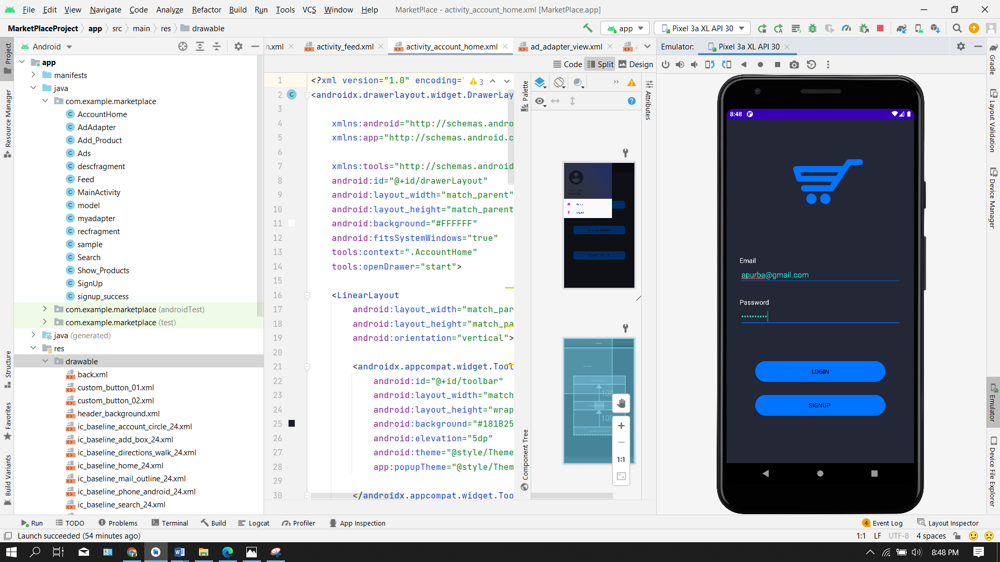 File Edit View Navigate Code Analyze Refactor Build Run Tools VCS Window Help MarketPlace - activity_account_home.xml [MarketPlace.app]
MarketPlaceProject app src main res drawable app Pixel 3a XL API 30
Android h.xml activity_feed.xml activity_account_home.xml ad_adapter_view.xml Emulator: Pixel 3a XL API 30
Code Split Design
Project
Resource Manager
Structure
Favorites
Build Variants
app
manifests
java
com.example.marketplace
AccountHome
AdAdapter
Add_Product
Ads
descfragment
Feed
MainActivity
model
myadapter
recfragment
sample
Search
Show_Products
SignUp
signup_success
com.example.marketplace (androidTest)
com.example.marketplace (test)
java (generated)
res
drawable
back.xml
custom_button_01.xml
custom_button_02.xml
header_background.xml
ic_baseline_account_circle_24.xml
ic_baseline_add_box_24.xml
ic_baseline_directions_walk_24.xml
ic_baseline_home_24.xml
ic_baseline_mail_outline_24.xml
ic_baseline_phone_android_24.xml
ic_baseline_search_24.xml
1 <?xml version="1.0" encoding=' 3
2 <androidx.drawerlayout.widget.DrawerLay
3
4 xmlns:android="http://schemas.andro
5 xmlns:app="http://schemas.android.c
6
7 xmlns:tools="http://schemas.android
8 android:id="@+id/drawerLayout"
9 android:layout_width="match_parent"
10 android:layout_height="match_parent
11 android:background="#FFFFFF"
12 android:fitsSystemWindows="true"
13 tools:context=".AccountHome"
14 tools:openDrawer="start">
15
16 <LinearLayout
17 android:layout_width="match_par
18 android:layout_height="match_pa
19 android:orientation="vertical">
20
21 <androidx.appcompat.widget.Tool
22 android:id="@+id/toolbar"
23 android:layout_width="match
24 android:layout_height="wrap
25 android:background="#181B25
26 android:elevation="5dp"
27 android:theme="@style/Theme
28 app:popupTheme="@style/Them
29
30 </androidx.appcompat.widget.Too
Palette
Component Tree
Attributes
Home
Logout
100
100
1:1
8:48
Email
apurba@gmail.com
Password
••••••••••
LOGIN
SIGNUP
Gradle
Layout Validation
Device Manager
Emulator
Device File Explorer
Run TODO Problems Terminal Build Logcat Profiler App Inspection 4 Event Log Layout Inspector
Launch succeeded (54 minutes ago) 1:1 LF UTF-8 4 spaces
8:48 PM